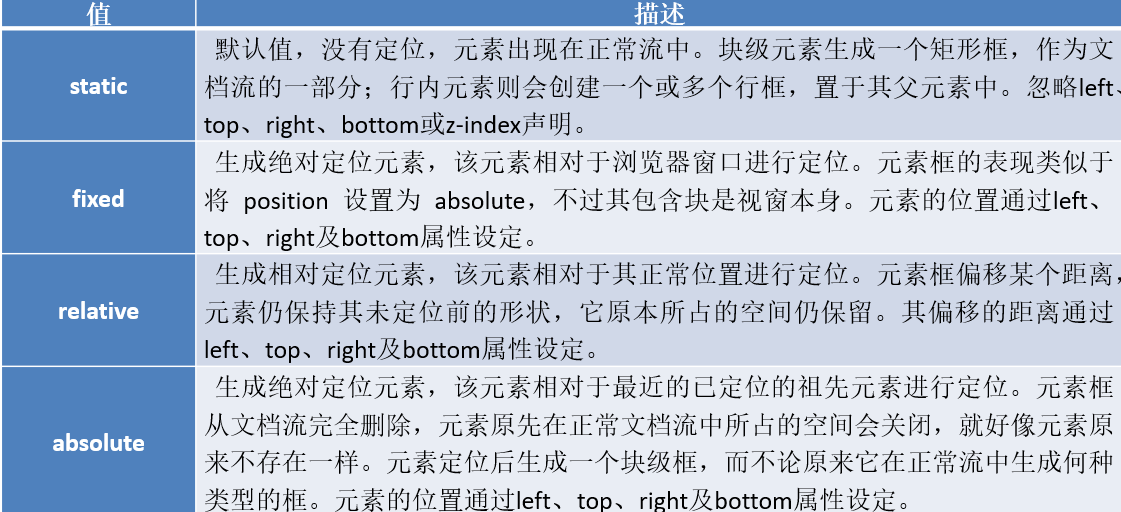 值 描述
static
默认值，没有定位，元素出现在正常流中。块级元素生成一个矩形框，作为文
档流的一部分；行内元素则会创建一个或多个行框，置于其父元素中。忽略left、
top、right、bottom或z-index声明。
fixed
生成绝对定位元素，该元素相对于浏览器窗口进行定位。元素框的表现类似于
将 position 设置为 absolute，不过其包含块是视窗本身。元素的位置通过left、
top、right及bottom属性设定。
relative
生成相对定位元素，该元素相对于其正常位置进行定位。元素框偏移某个距离，
元素仍保持其未定位前的形状，它原本所占的空间仍保留。其偏移的距离通过
left、top、right及bottom属性设定。
absolute
生成绝对定位元素，该元素相对于最近的已定位的祖先元素进行定位。元素框
从文档流完全删除，元素原先在正常文档流中所占的空间会关闭，就好像元素原
来不存在一样。元素定位后生成一个块级框，而不论原来它在正常流中生成何种
类型的框。元素的位置通过left、top、right及bottom属性设定。